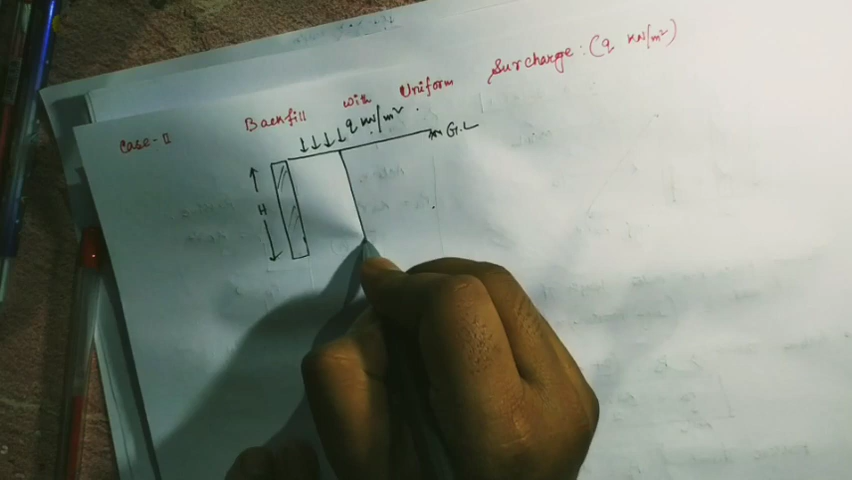 Case-II Backfill with Uniform Surcharge: (q kN/m²)
q kN/m²
G.L
H